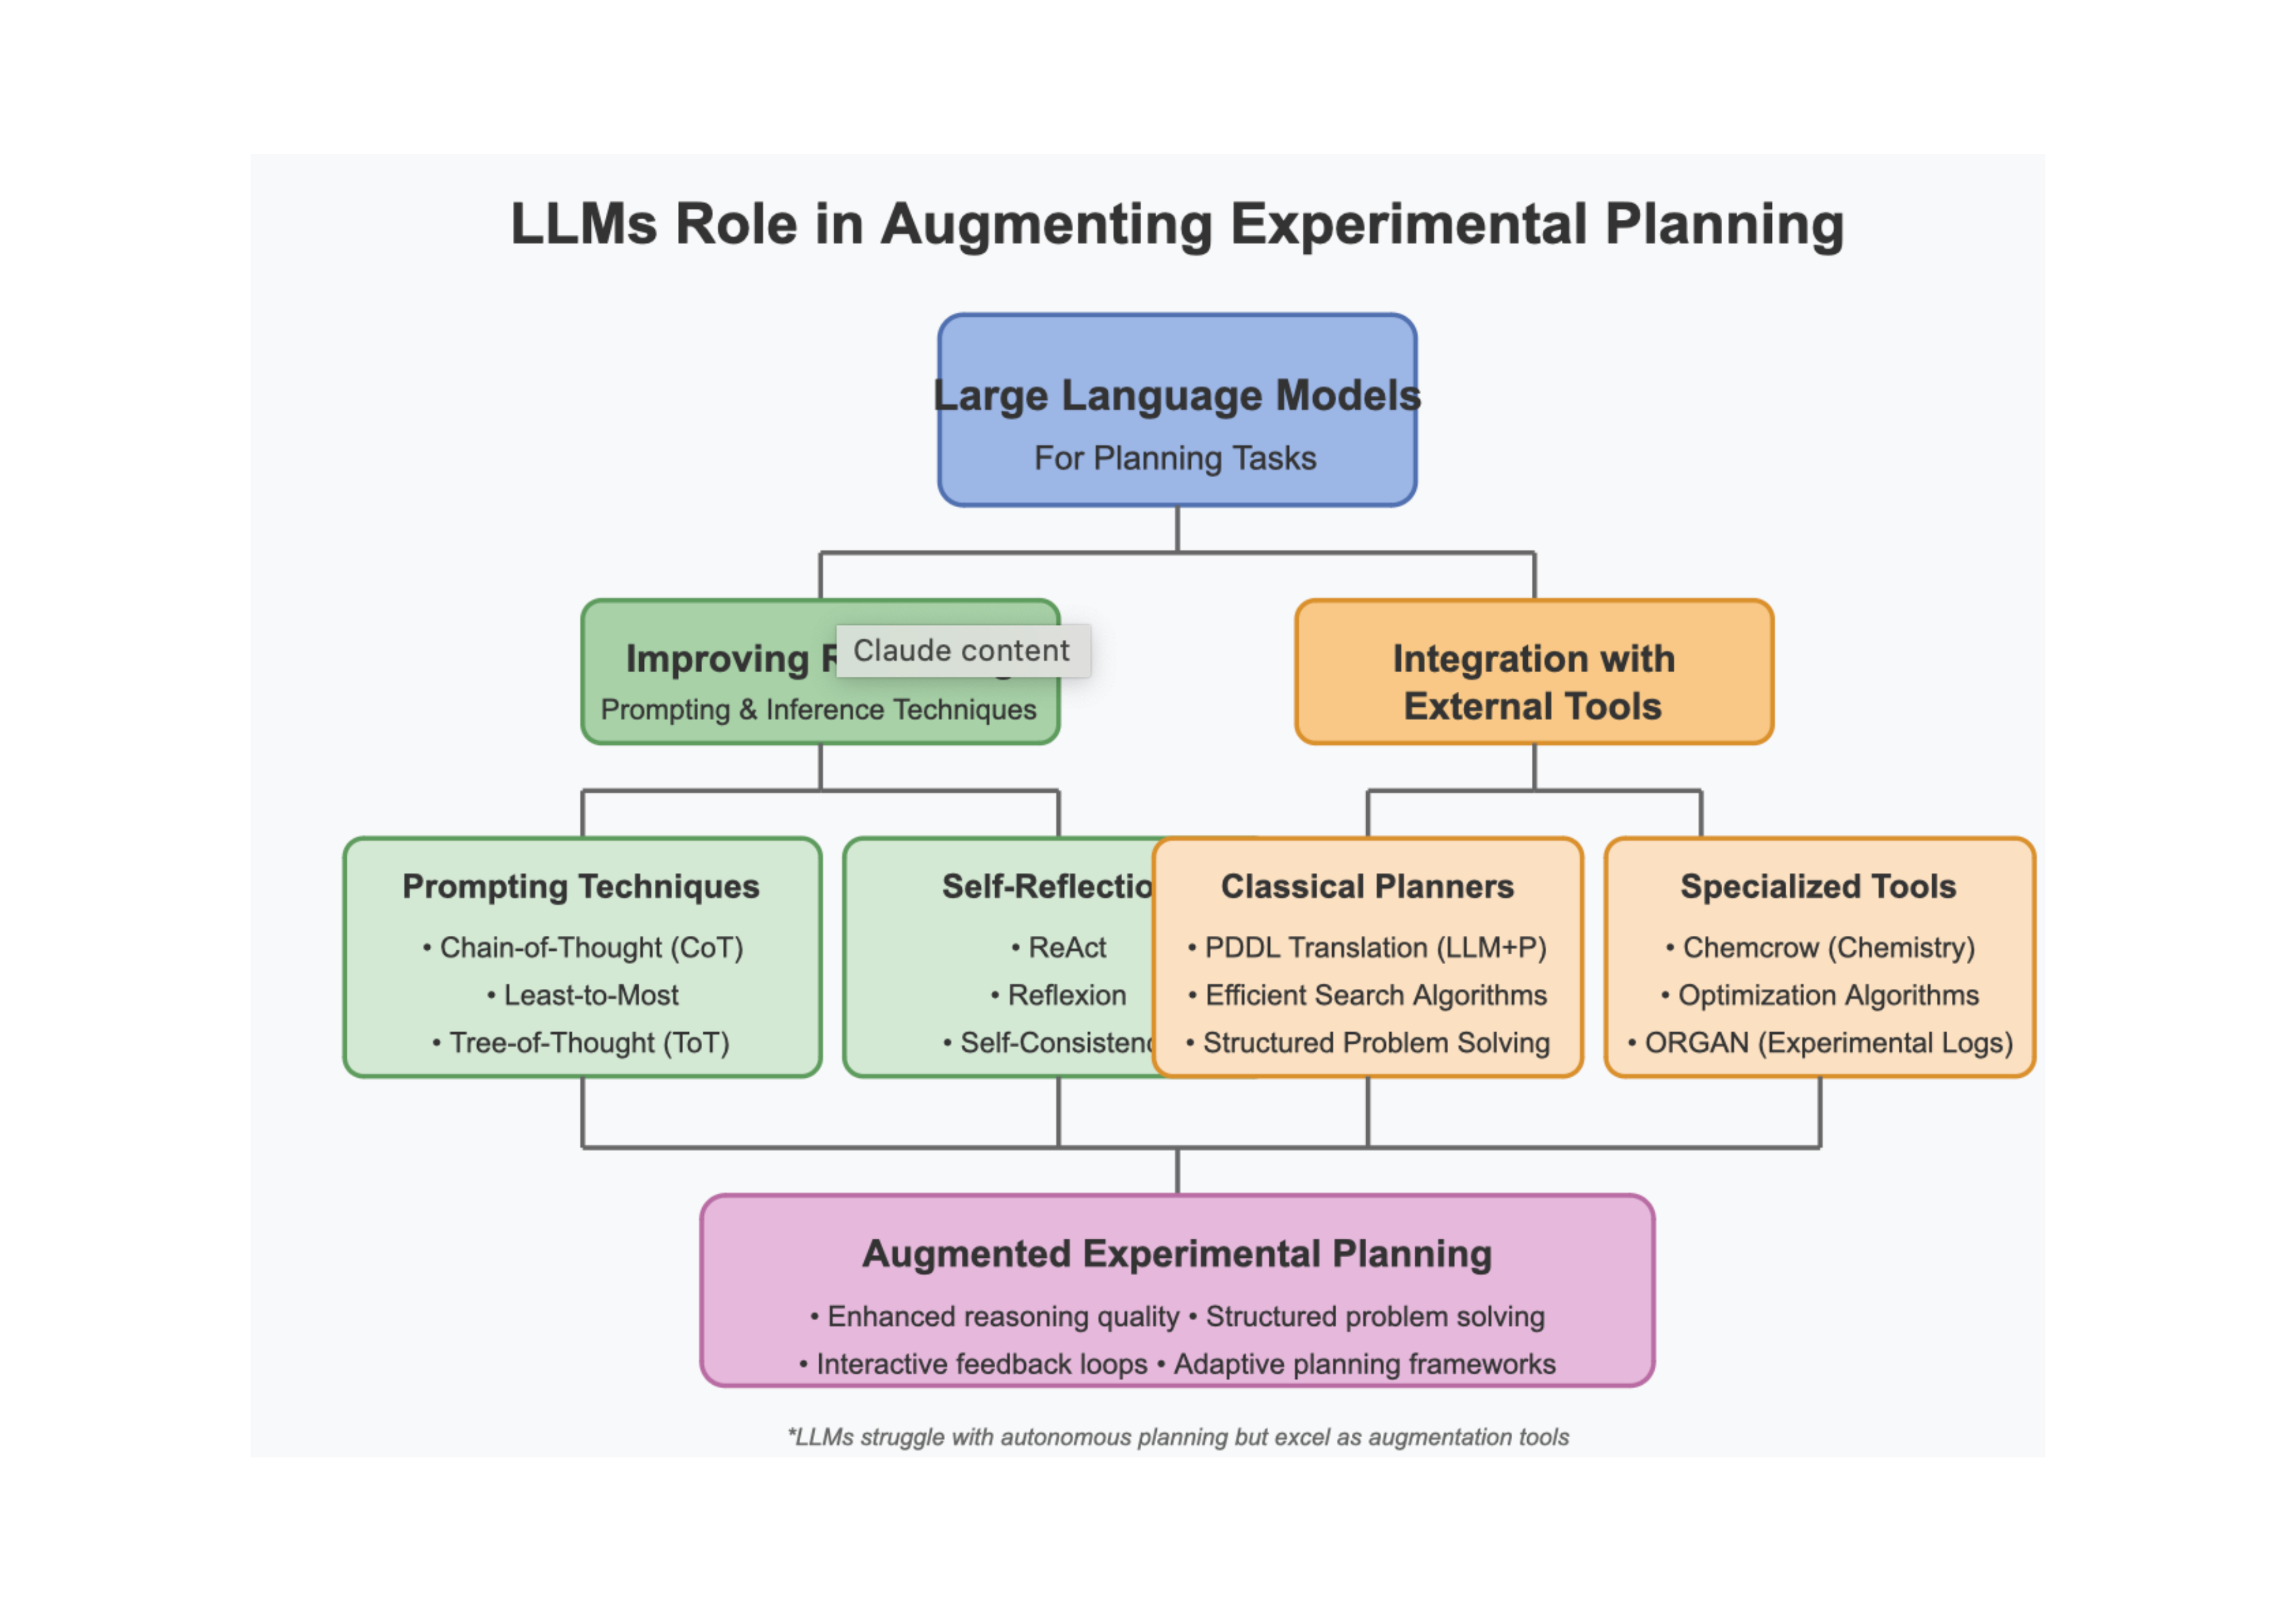 LLMs Role in Augmenting Experimental Planning
Large Language Models
For Planning Tasks
Improving
Claude content
Prompting & Inference Techniques
Integration with
External Tools
Prompting Techniques
• Chain-of-Thought (CoT)
• Least-to-Most
• Tree-of-Thought (ToT)
Self-Reflectio
• ReAct
• Reflexion
• Self-Consisten
Classical Planners
• PDDL Translation (LLM+P)
• Efficient Search Algorithms
• Structured Problem Solving
Specialized Tools
• Chemcrow (Chemistry)
• Optimization Algorithms
• ORGAN (Experimental Logs)
Augmented Experimental Planning
• Enhanced reasoning quality • Structured problem solving
• Interactive feedback loops • Adaptive planning frameworks
*LLMs struggle with autonomous planning but excel as augmentation tools